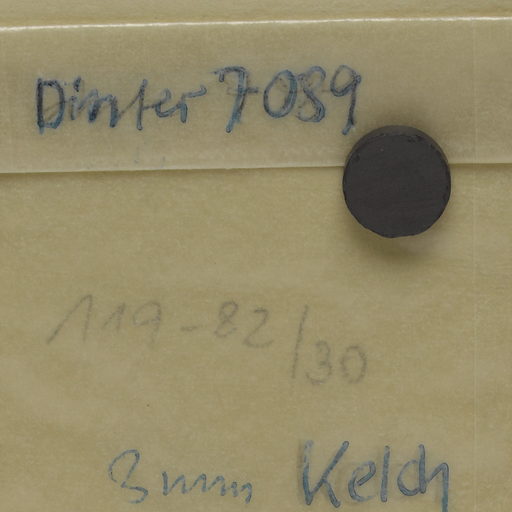 Dinter 7089
119-82/30
3mm Kelch